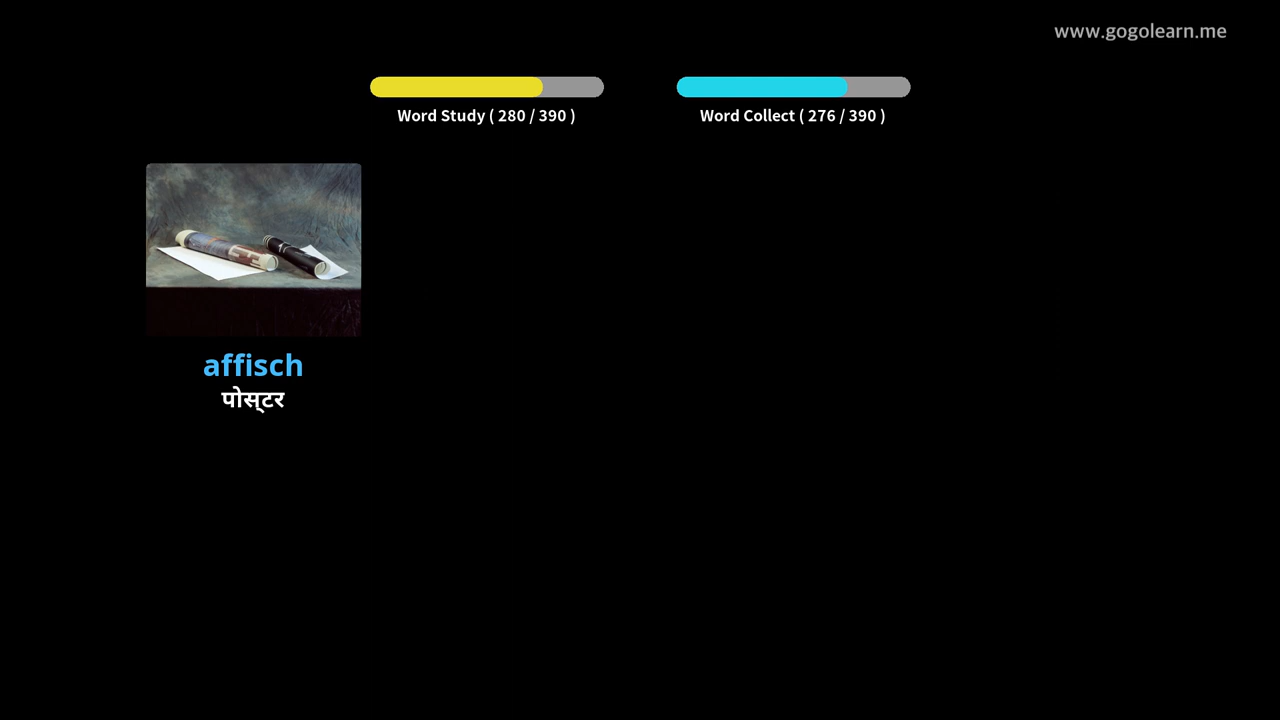 www.gogolearn.me
Word Study ( 280 / 390 )
Word Collect ( 276 / 390 )
affisch
पोस्टर